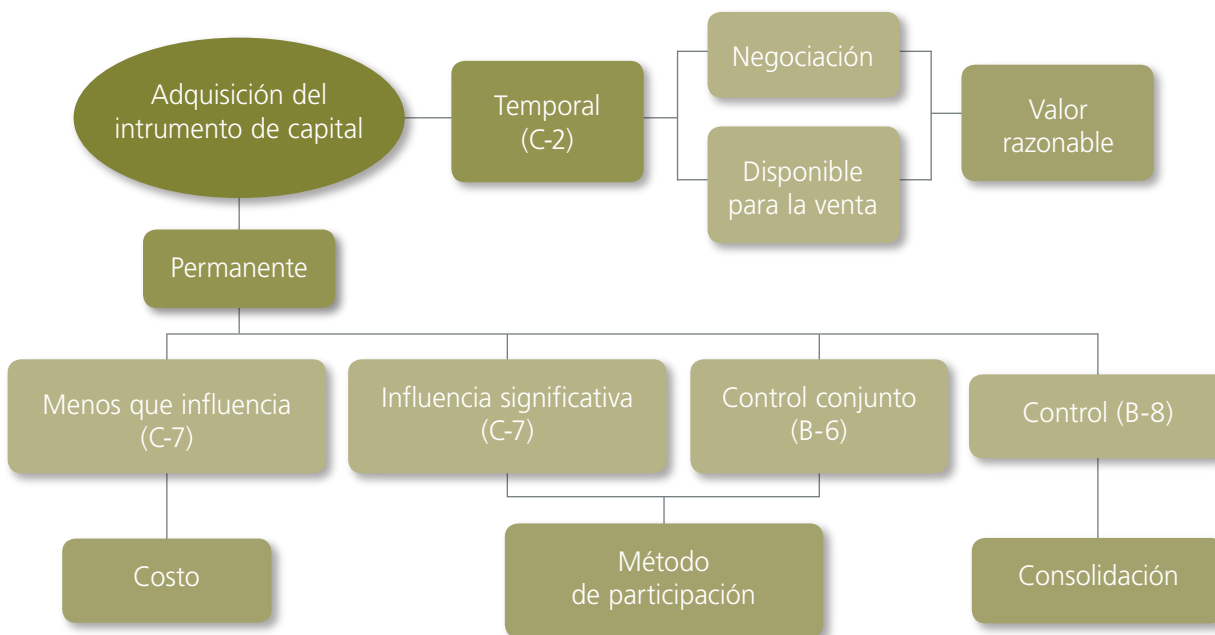 Adquisición del
intrumento de capital
Temporal
(C-2)
Negociación
Disponible
para la venta
Valor
razonable
Permanente
Menos que influencia
(C-7)
Influencia significativa
(C-7)
Control conjunto
(B-6)
Control (B-8)
Costo
Método
de participación
Consolidación